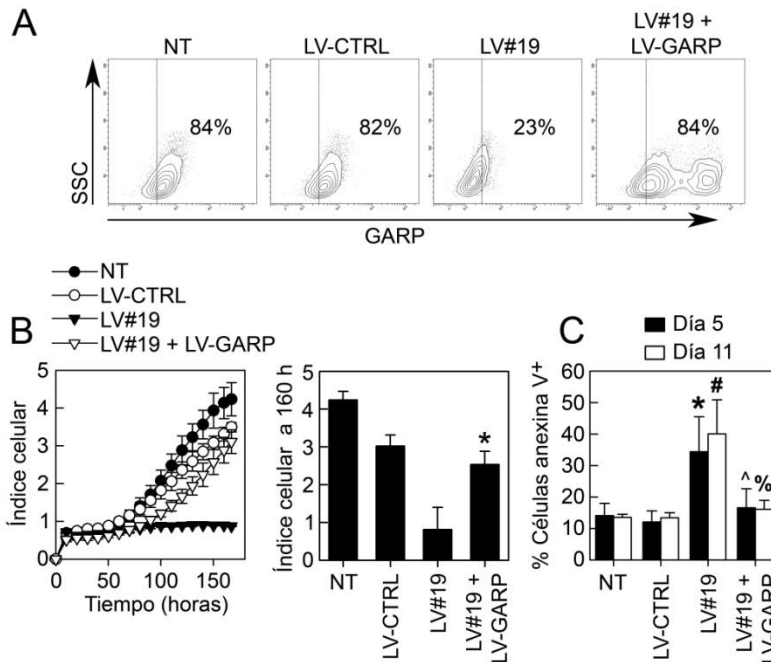 A
NT
LV-CTRL
LV#19
LV#19 +
LV-GARP
84%
82%
23%
84%
SSC
GARP
NT
LV-CTRL
LV#19
LV#19 + LV-GARP
B
Índice celular
5
4
3
2
1
0
0
50
100
150
Tiempo (horas)
Índice celular a 160 h
5
4
3
2
1
0
*
NT
LV-CTRL
LV#19
LV#19 +
LV-GARP
C
Día 5
Día 11
% Células anexina V+
60
50
40
30
20
10
0
*
#
^
%
NT
LV-CTRL
LV#19
LV#19 +
LV-GARP